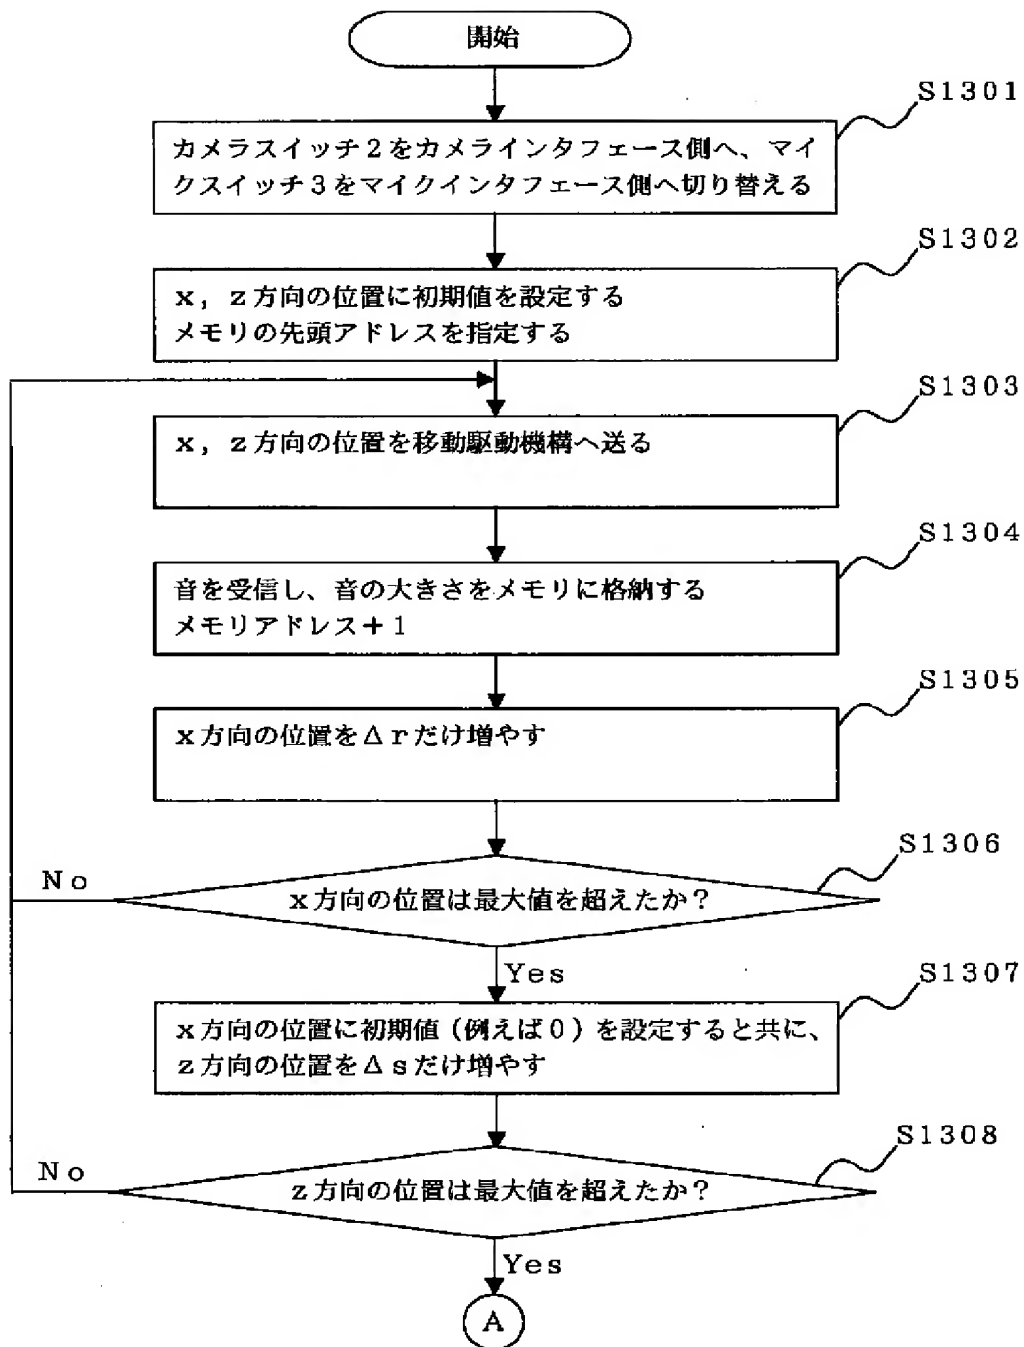 開始
S1301
カメラスイッチ2をカメラインタフェース側へ、マイ
クスイッチ3をマイクインタフェース側へ切り替える
S1302
x，z方向の位置に初期値を設定する
メモリの先頭アドレスを指定する
S1303
x，z方向の位置を移動駆動機構へ送る
S1304
音を受信し、音の大きさをメモリに格納する
メモリアドレス+1
S1305
x方向の位置をΔrだけ増やす
S1306
No
x方向の位置は最大値を超えたか？
Yes
S1307
x方向の位置に初期値（例えば0）を設定すると共に、
z方向の位置をΔsだけ増やす
S1308
No
z方向の位置は最大値を超えたか？
Yes
A